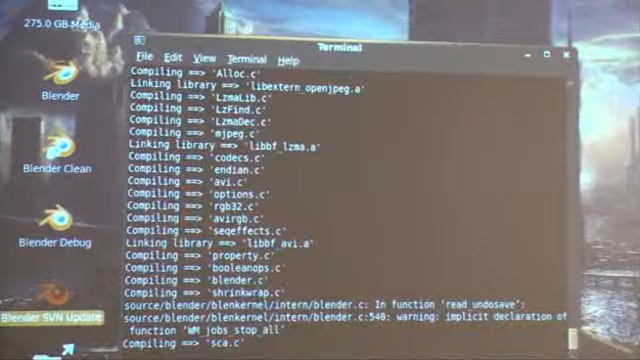 275.0 GB Media
Blender
Blender Clean
Blender Debug
Blender SVN Update
Terminal
File Edit View Terminal Help
Compiling ==> 'Alloc.c'
Linking library ==> 'libextern_openjpeg.a'
Compiling ==> 'LzmaLib.c'
Compiling ==> 'LzFind.c'
Compiling ==> 'LzmaDec.c'
Compiling ==> 'mjpeg.c'
Linking library ==> 'libbf_lzma.a'
Compiling ==> 'codecs.c'
Compiling ==> 'endian.c'
Compiling ==> 'avi.c'
Compiling ==> 'options.c'
Compiling ==> 'rgb32.c'
Compiling ==> 'avirgb.c'
Compiling ==> 'seqeffects.c'
Linking library ==> 'libbf_avi.a'
Compiling ==> 'property.c'
Compiling ==> 'booleanops.c'
Compiling ==> 'blender.c'
Compiling ==> 'shrinkwrap.c'
source/blender/blenkernel/intern/blender.c: In function 'read_undosave':
source/blender/blenkernel/intern/blender.c:540: warning: implicit declaration of
function 'WM_jobs_stop_all'
Compiling ==> 'sca.c'